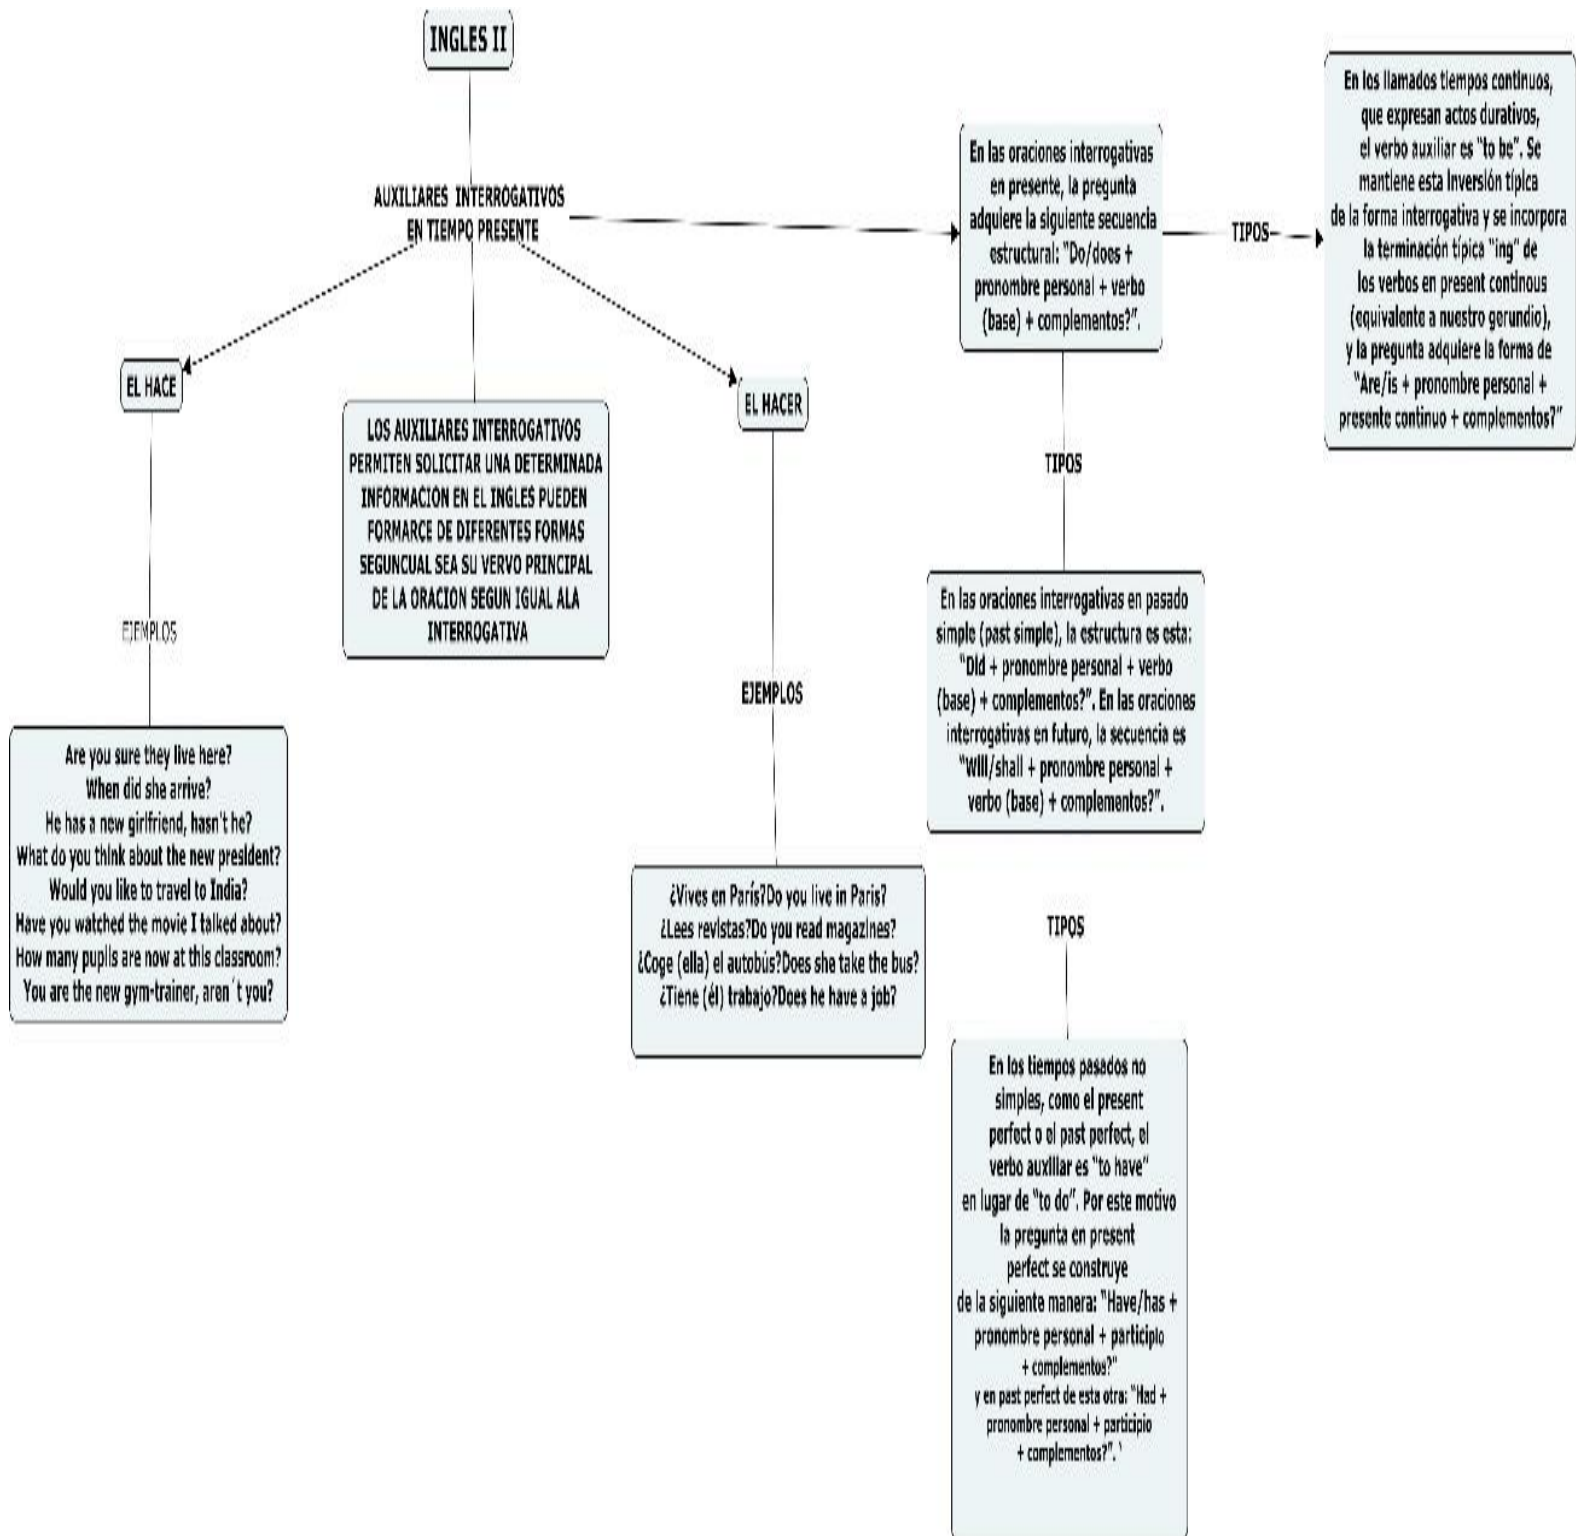 INGLES II
AUXILIARES INTERROGATIVOS
EN TIEMPO PRESENTE
EL HACE
EJEMPLOS
Are you sure they live here?
When did she arrive?
He has a new girlfriend, hasn't he?
What do you think about the new president?
Would you like to travel to India?
Have you watched the movie I talked about?
How many pupils are now at this classroom?
You are the new gym-trainer, aren´t you?
LOS AUXILIARES INTERROGATIVOS
PERMITEN SOLICITAR UNA DETERMINADA
INFORMACION EN EL INGLES PUEDEN
FORMARCE DE DIFERENTES FORMAS
SEGUNCUAL SEA SU VERVO PRINCIPAL
DE LA ORACION SEGUN IGUAL ALA
INTERROGATIVA
EL HACER
EJEMPLOS
¿Vives en París?Do you live in Paris?
¿Lees revistas?Do you read magazines?
¿Coge (ella) el autobús?Does she take the bus?
¿Tiene (él) trabajo?Does he have a job?
En las oraciones interrogativas
en presente, la pregunta
adquiere la siguiente secuencia
estructural: "Do/does +
pronombre personal + verbo
(base) + complementos?".
TIPOS
En los llamados tiempos continuos,
que expresan actos durativos,
el verbo auxiliar es "to be". Se
mantiene esta inversión típica
de la forma interrogativa y se incorpora
la terminación típica "ing" de
los verbos en present continous
(equivalente a nuestro gerundio),
y la pregunta adquiere la forma de
"Are/is + pronombre personal +
presente continuo + complementos?"
TIPOS
En las oraciones interrogativas en pasado
simple (past simple), la estructura es esta:
"Did + pronombre personal + verbo
(base) + complementos?". En las oraciones
interrogativas en futuro, la secuencia es
"Will/shall + pronombre personal +
verbo (base) + complementos?".
TIPOS
En los tiempos pasados no
simples, como el present
perfect o el past perfect, el
verbo auxiliar es "to have"
en lugar de "to do". Por este motivo
la pregunta en present
perfect se construye
de la siguiente manera: "Have/has +
pronombre personal + participio
+ complementos?"
y en past perfect de esta otra: "Had +
pronombre personal + participio
+ complementos?". '